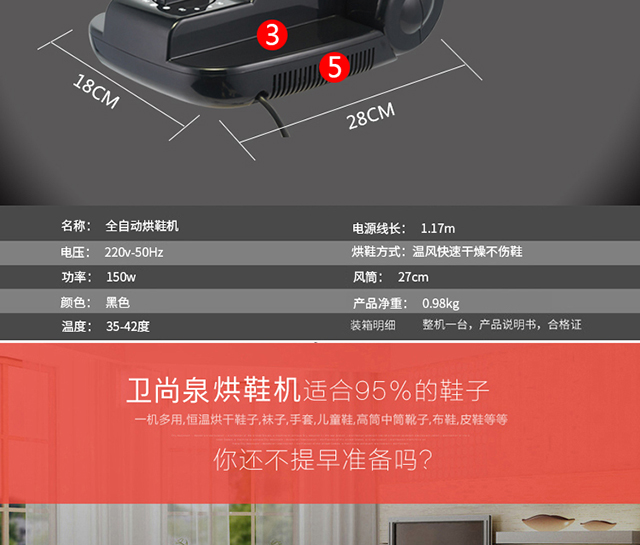 3
5
18CM
28CM
名称： 全自动烘鞋机
电源线长： 1.17m
电压： 220v-50Hz
烘鞋方式：温风快速干燥不伤鞋
功率： 150w
风筒： 27cm
颜色： 黑色
产品净重： 0.98kg
温度： 35-42度
装箱明细 整机一台，产品说明书，合格证
卫尚泉烘鞋机适合95%的鞋子
一机多用,恒温烘干鞋子,袜子,手套,儿童鞋,高筒中筒靴子,布鞋,皮鞋等等
你还不提早准备吗?